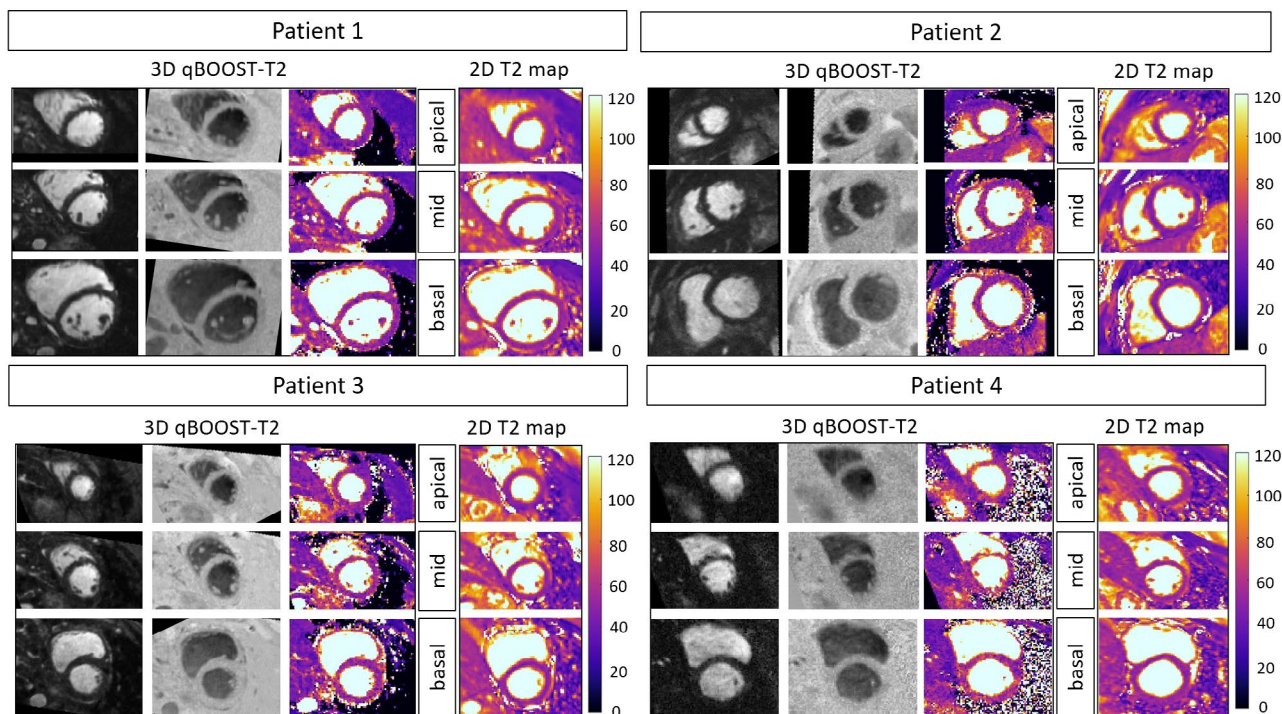 Patient 1
3D qBOOST-T2 2D T2 map
apical
mid
basal
120
100
80
60
40
20
0
Patient 2
3D qBOOST-T2 2D T2 map
apical
mid
basal
120
100
80
60
40
20
0
Patient 3
3D qBOOST-T2 2D T2 map
apical
mid
basal
120
100
80
60
40
20
0
Patient 4
3D qBOOST-T2 2D T2 map
apical
mid
basal
120
100
80
60
40
20
0